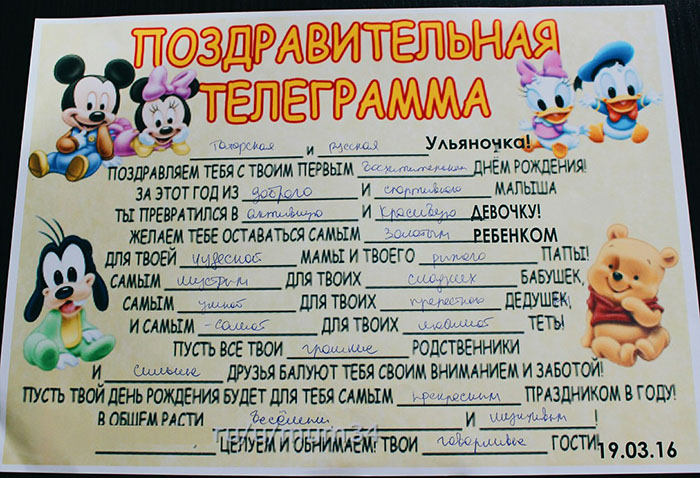 ПОЗДРАВИТЕЛЬНАЯ
ТЕЛЕГРАММА
и русская Ульяночка!
ПОЗДРАВЛЯЕМ ТЕБЯ С ТВОИМ ПЕРВЫМ ДНЁМ РОЖДЕНИЯ!
ЗА ЭТОТ ГОД ИЗ доброго И спортивного МАЛЫША
ТЫ ПРЕВРАТИЛСЯ В активную И красивую ДЕВОЧКУ!
ЖЕЛАЕМ ТЕБЕ ОСТАВАТЬСЯ САМЫМ золотым РЕБЕНКОМ
ДЛЯ ТВОЕЙ чудесной МАМЫ И ТВОЕГО рыжего ПАПЫ!
САМЫМ шустрым ДЛЯ ТВОИХ сладких БАБУШЕК,
САМЫМ ДЛЯ ТВОИХ ДЕДУШЕК,
И САМЫМ ДЛЯ ТВОИХ ТЕТЬ!
ПУСТЬ ВСЕ ТВОИ РОДСТВЕННИКИ
И сильные ДРУЗЬЯ БАЛУЮТ ТЕБЯ СВОИМ ВНИМАНИЕМ И ЗАБОТОЙ!
ПУСТЬ ТВОЙ ДЕНЬ РОЖДЕНИЯ БУДЕТ ДЛЯ ТЕБЯ САМЫМ прекрасным ПРАЗДНИКОМ В ГОДУ!
В ОБЩЕМ РАСТИ И !
ЦЕЛУЕМ И ОБНИМАЕМ! ТВОИ говорливые ГОСТИ!
19.03.16